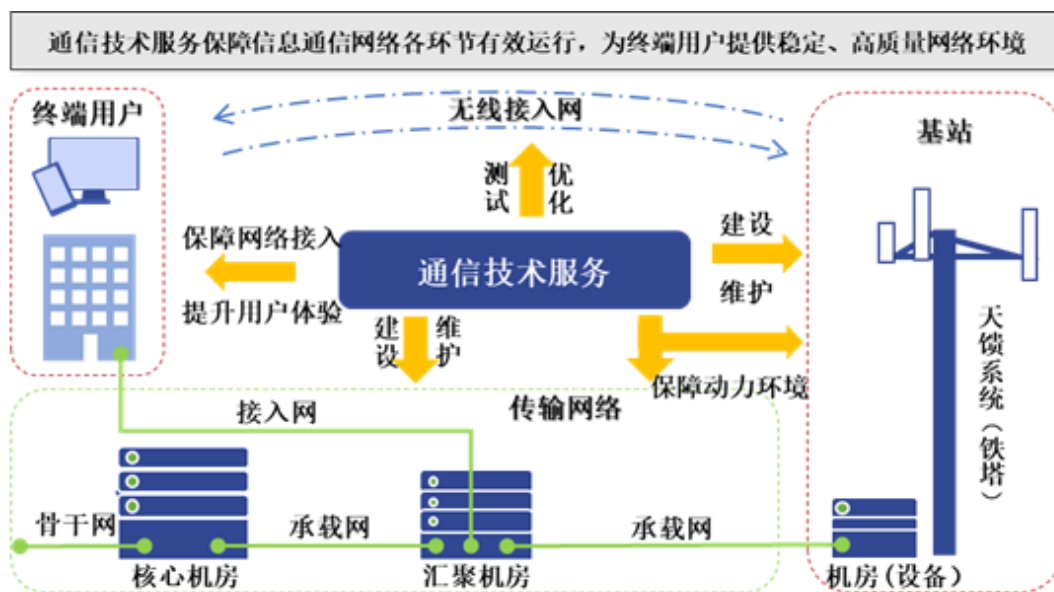 通信技术服务保障信息通信网络各环节有效运行，为终端用户提供稳定、高质量网络环境
终端用户
无线接入网
基站
测试
优化
保障网络接入
提升用户体验
通信技术服务
建设
维护
建设
维护
保障动力环境
天馈系统（铁塔）
接入网
传输网络
骨干网
承载网
承载网
核心机房
汇聚机房
机房(设备）